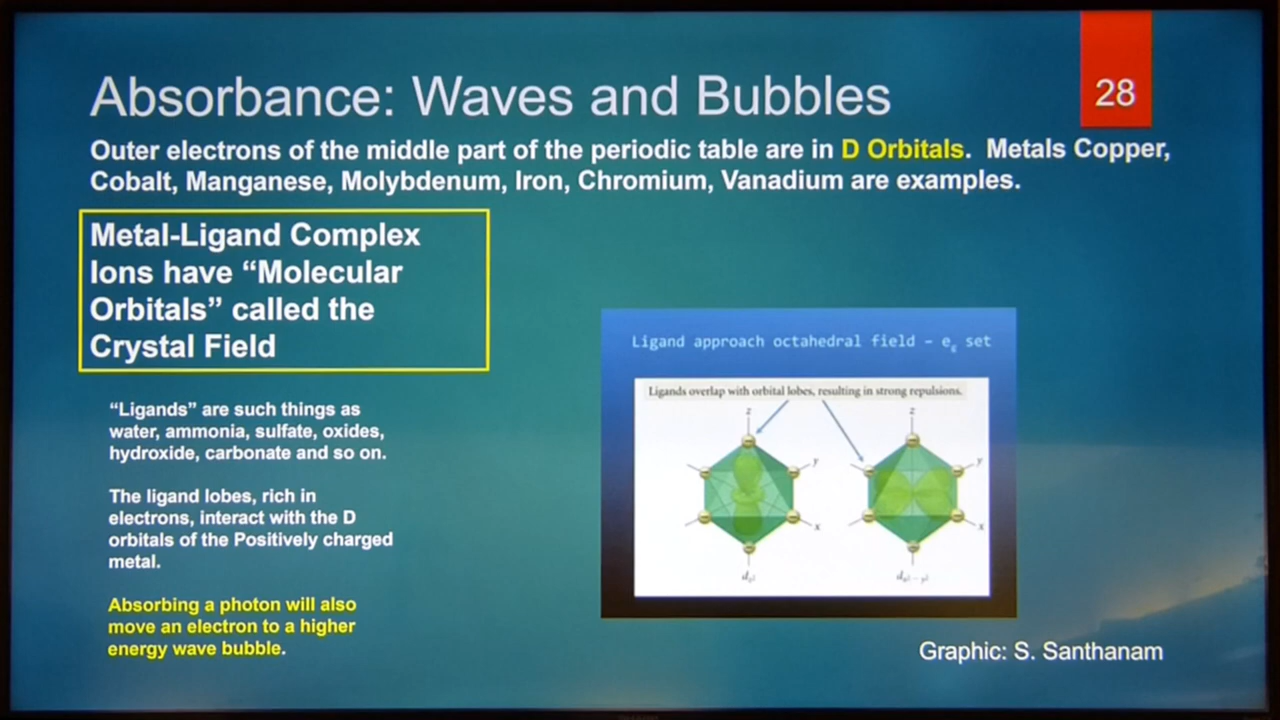 Absorbance: Waves and Bubbles
28
Outer electrons of the middle part of the periodic table are in D Orbitals. Metals Copper,
Cobalt, Manganese, Molybdenum, Iron, Chromium, Vanadium are examples.
Metal-Ligand Complex
Ions have “Molecular
Orbitals” called the
Crystal Field
“Ligands” are such things as
water, ammonia, sulfate, oxides,
hydroxide, carbonate and so on.
The ligand lobes, rich in
electrons, interact with the D
orbitals of the Positively charged
metal.
Absorbing a photon will also
move an electron to a higher
energy wave bubble.
Ligand approach octahedral field – eg set
Ligands overlap with orbital lobes, resulting in strong repulsions.
z
z
y
y
x
x
Graphic: S. Santhanam